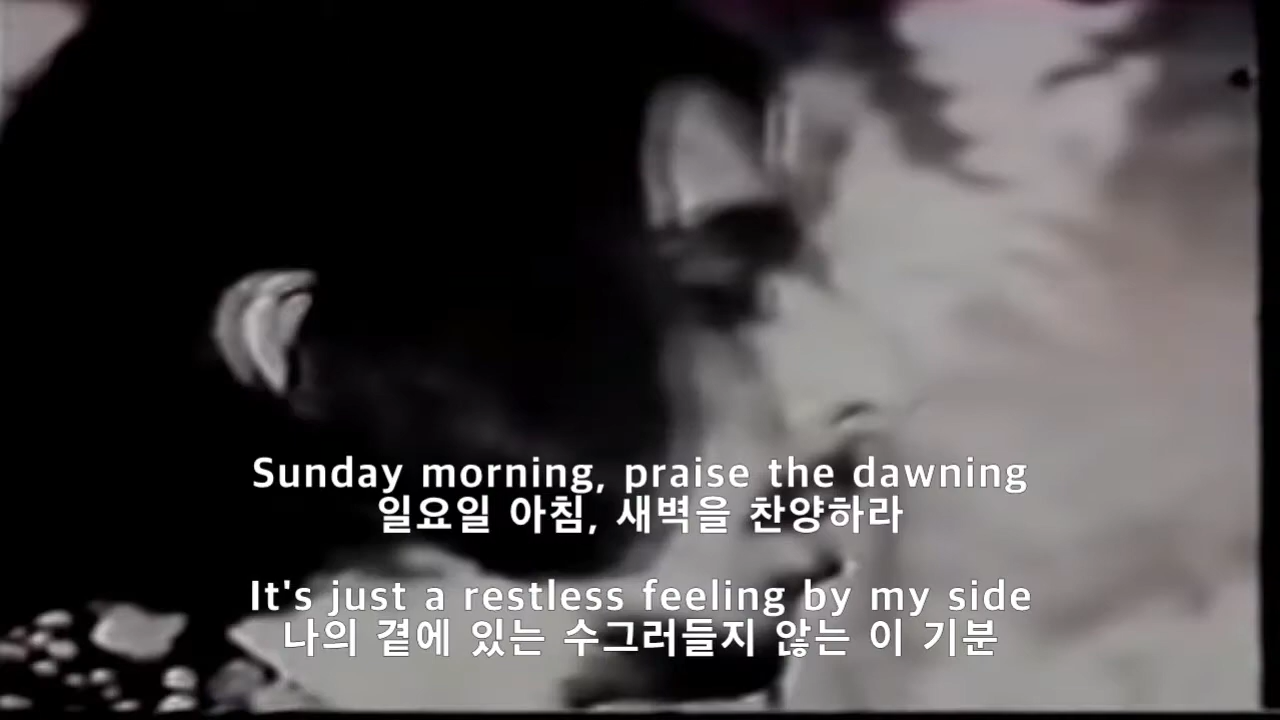 Sunday morning, praise the dawning
일요일 아침, 새벽을 찬양하라
It's just a restless feeling by my side
나의 곁에 있는 수그러들지 않는 이 기분